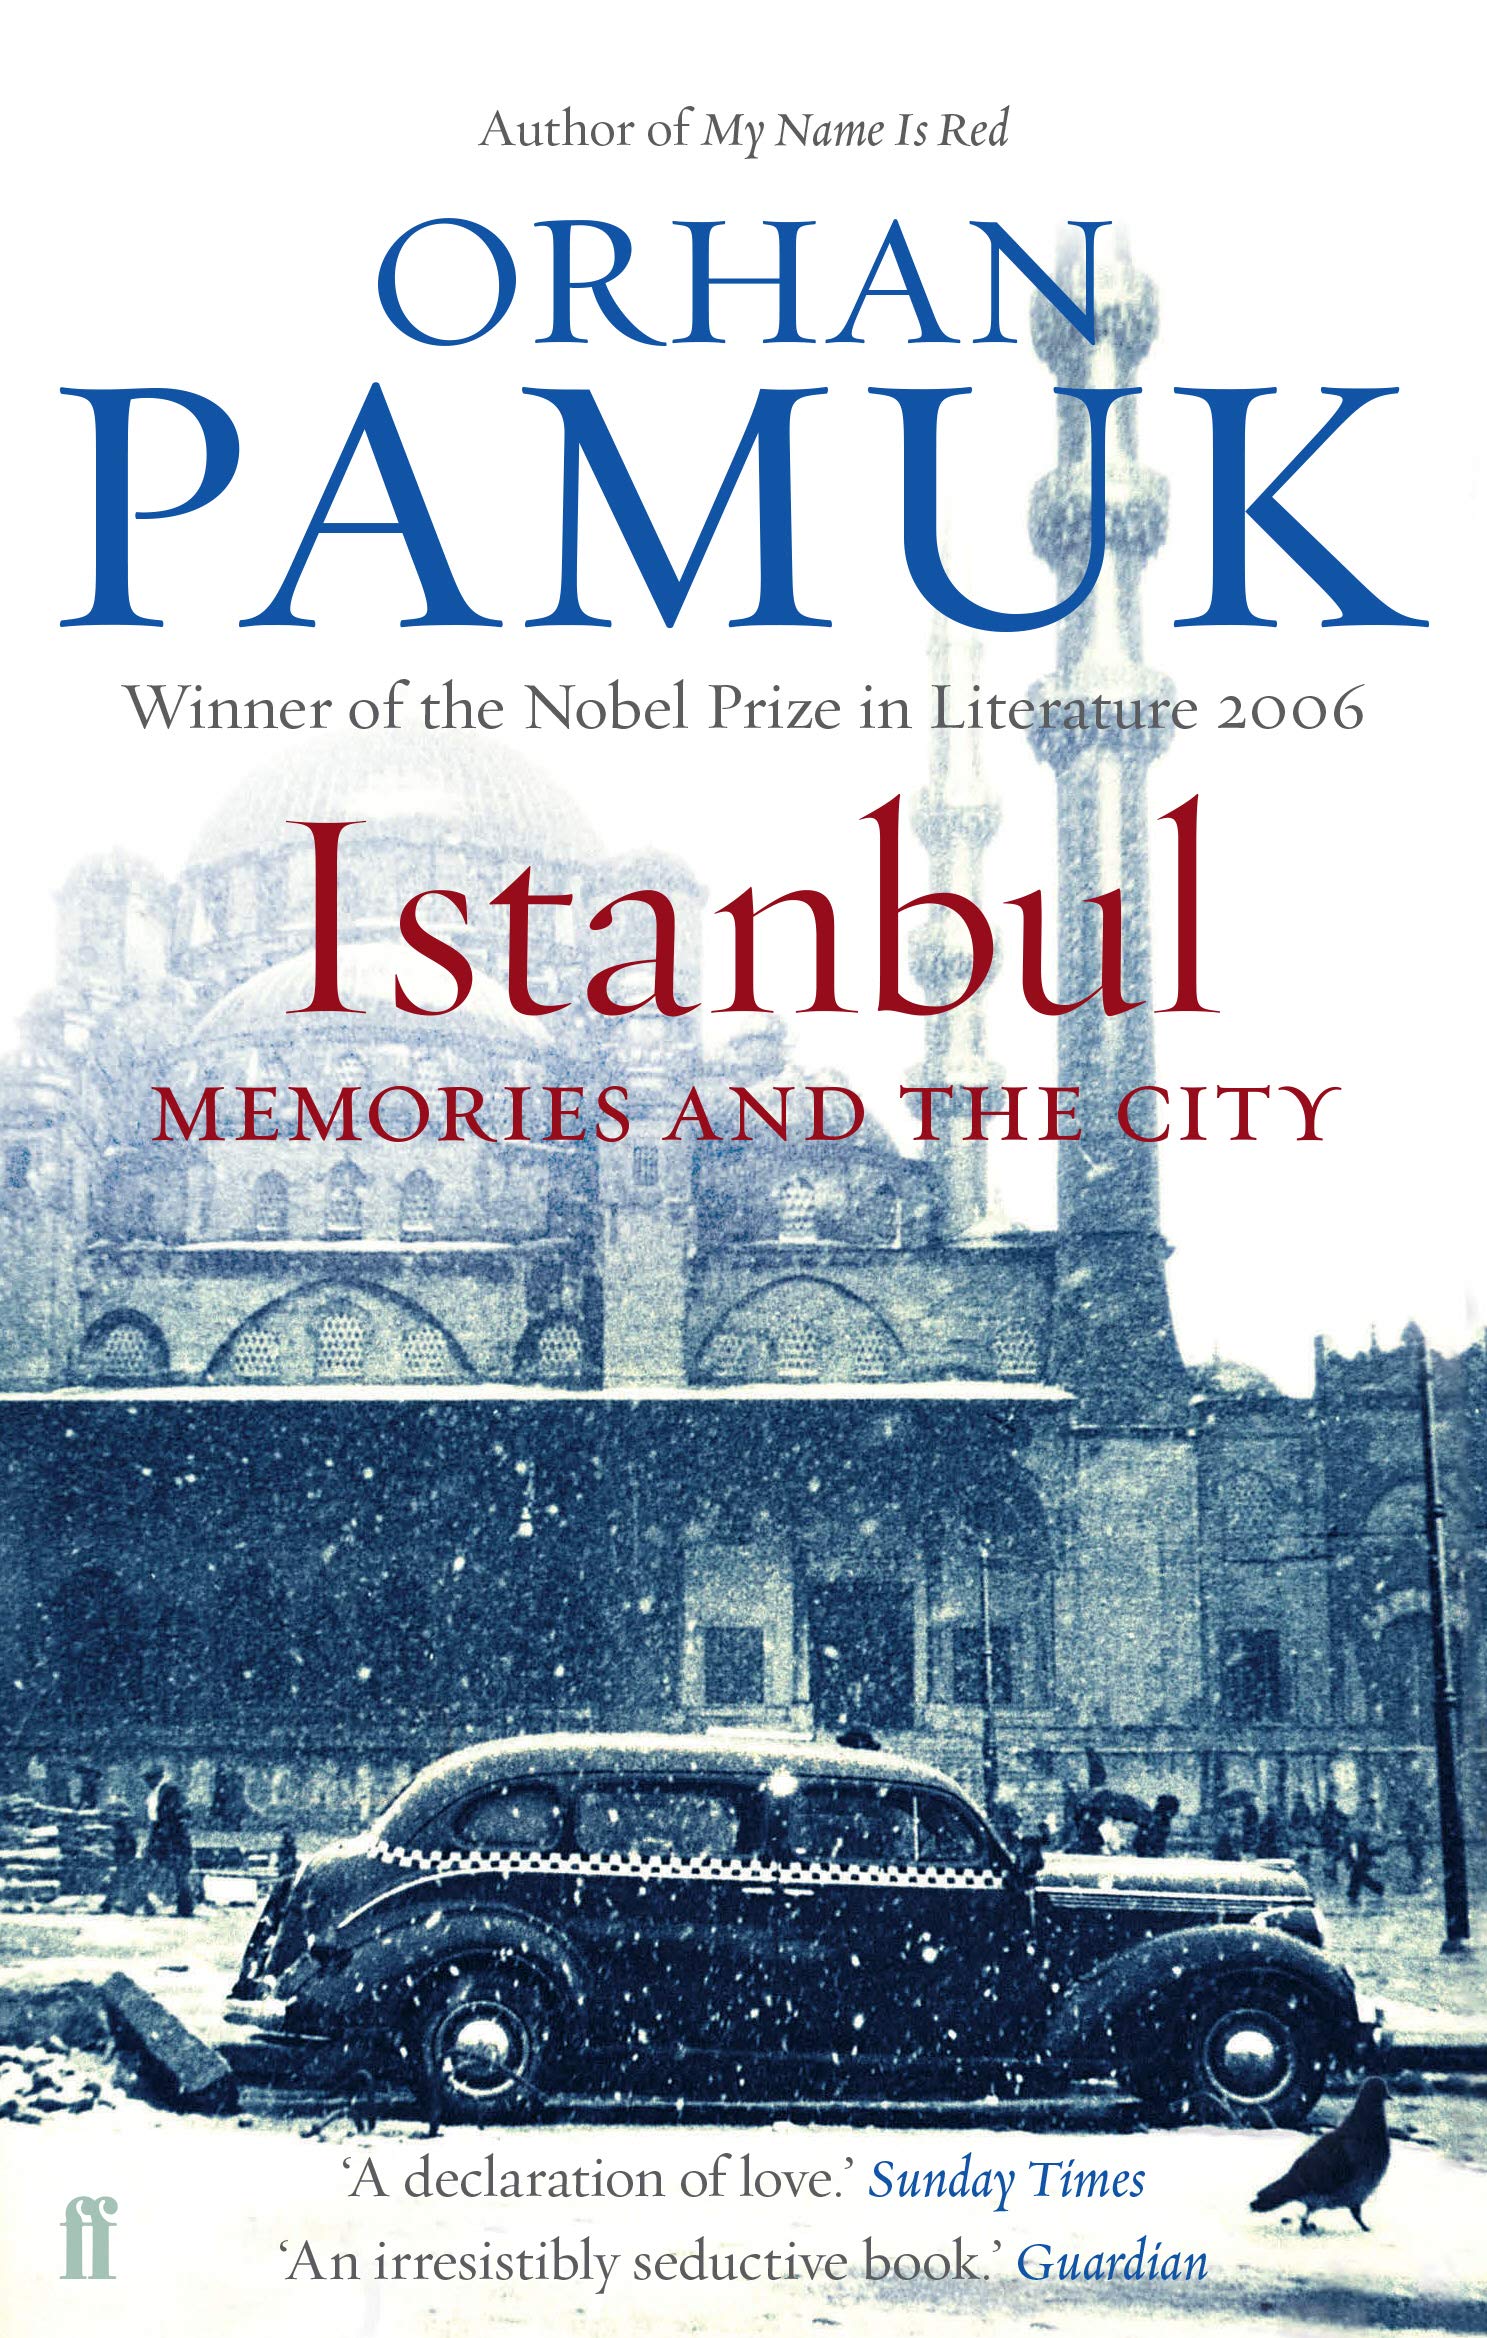 Author of My Name Is Red
ORHAN
PAMUK
Winner of the Nobel Prize in Literature 2006
Istanbul
MEMORIES AND THE CITY
‘A declaration of love.’ Sunday Times
‘An irresistibly seductive book.’ Guardian
ff